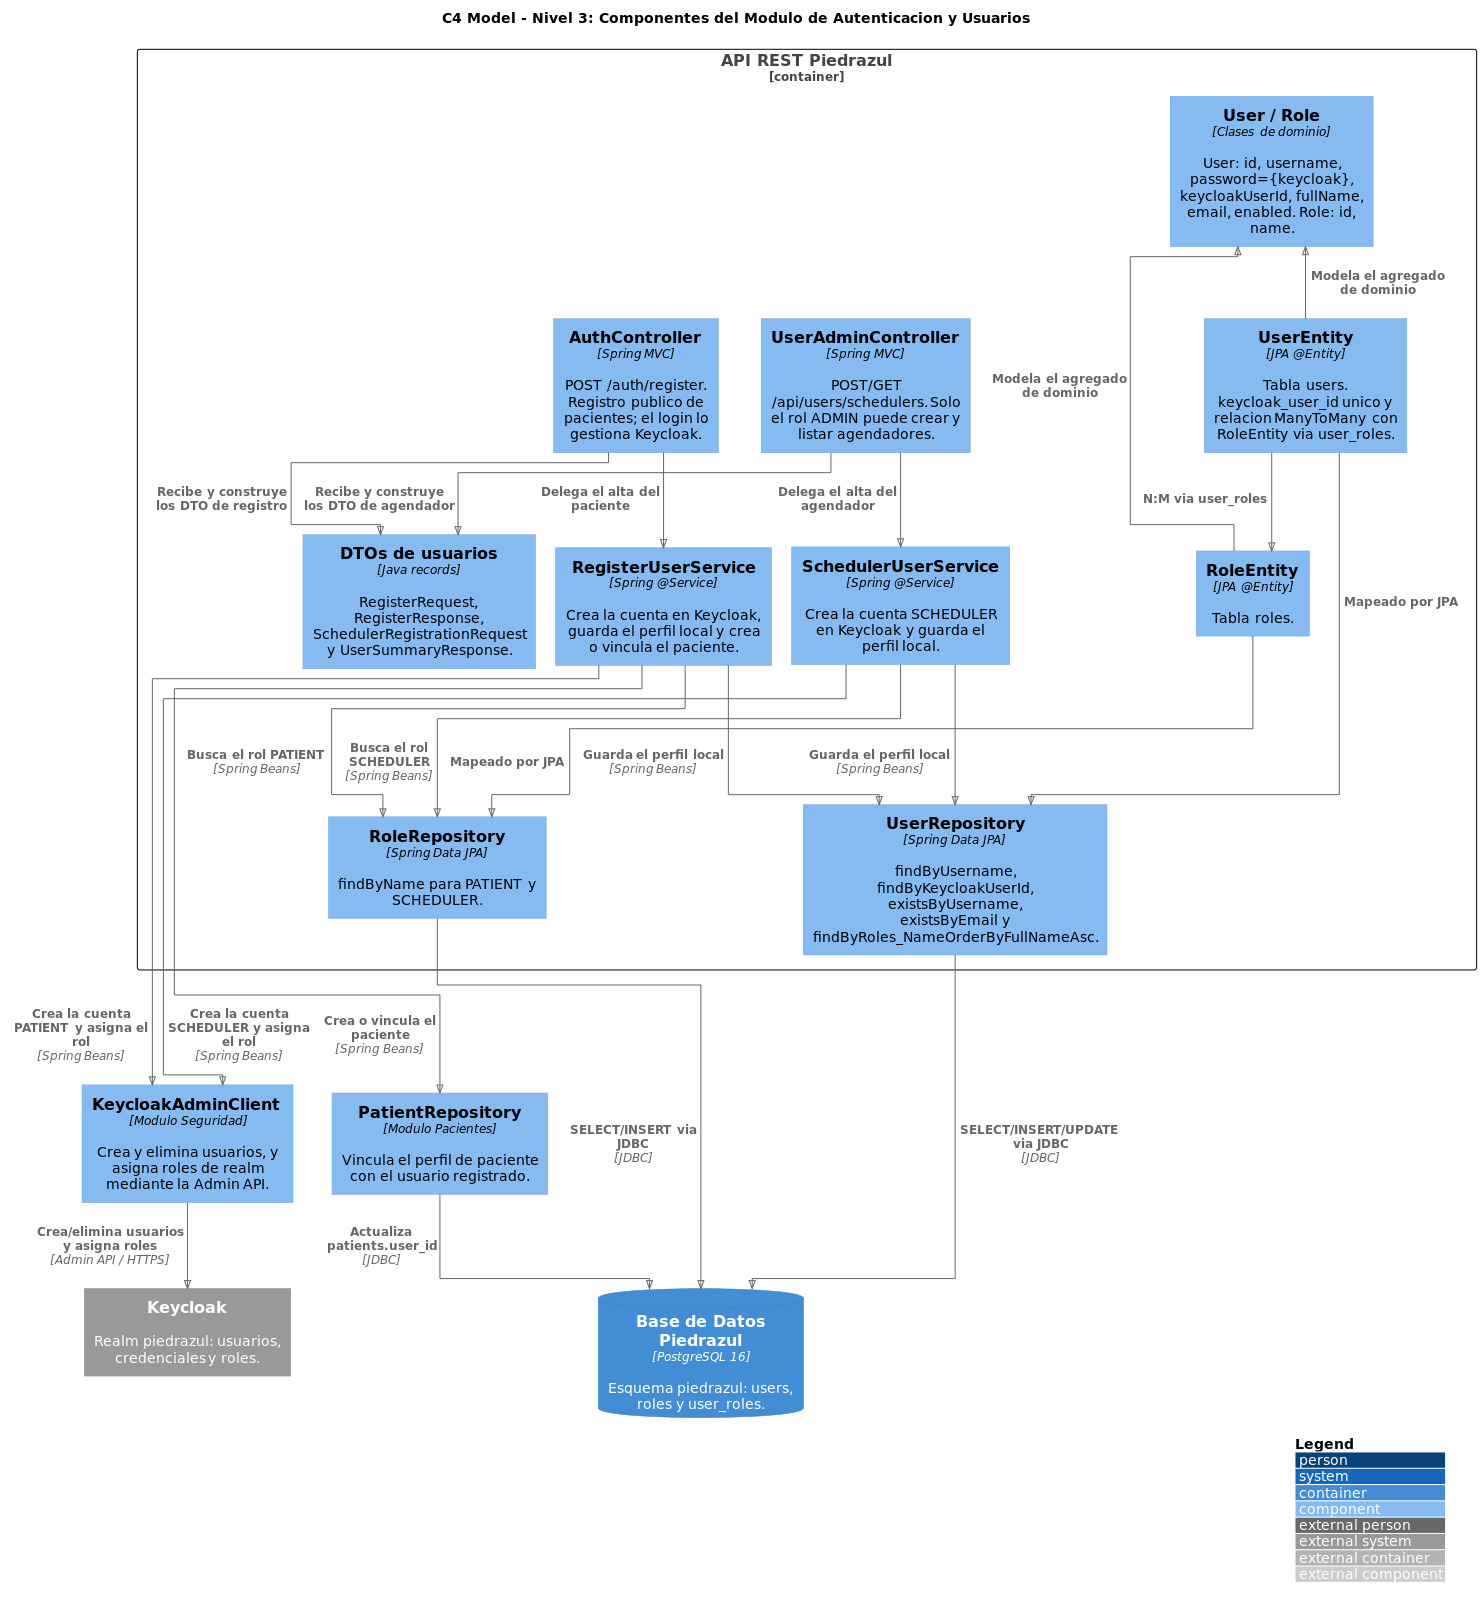 C4 Model - Nivel 3: Componentes del Modulo de Autenticacion y Usuarios
API REST Piedrazul
[container]
User / Role
[Clases de dominio]
User: id, username,
password={keycloak},
keycloakUserId, fullName,
email, enabled. Role: id,
name.
Modela el agregado
de dominio
AuthController
[Spring MVC]
POST /auth/register.
Registro publico de
pacientes; el login lo
gestiona Keycloak.
UserAdminController
[Spring MVC]
POST/GET
/api/users/schedulers. Solo
el rol ADMIN puede crear y
listar agendadores.
Modela el agregado
de dominio
UserEntity
[JPA @Entity]
Tabla users.
keycloak_user_id unico y
relacion ManyToMany con
RoleEntity via user_roles.
Recibe y construye
los DTO de registro
Recibe y construye
los DTO de agendador
Delega el alta del
paciente
Delega el alta del
agendador
N:M via user_roles
DTOs de usuarios
[Java records]
RegisterRequest,
RegisterResponse,
SchedulerRegistrationRequest
y UserSummaryResponse.
RegisterUserService
[Spring @Service]
Crea la cuenta en Keycloak,
guarda el perfil local y crea
o vincula el paciente.
SchedulerUserService
[Spring @Service]
Crea la cuenta SCHEDULER
en Keycloak y guarda el
perfil local.
RoleEntity
[JPA @Entity]
Tabla roles.
Mapeado por JPA
Busca el rol PATIENT
[Spring Beans]
Busca el rol
SCHEDULER
[Spring Beans]
Mapeado por JPA
Guarda el perfil local
[Spring Beans]
Guarda el perfil local
[Spring Beans]
RoleRepository
[Spring Data JPA]
findByName para PATIENT y
SCHEDULER.
UserRepository
[Spring Data JPA]
findByUsername,
findByKeycloakUserId,
existsByUsername,
existsByEmail y
findByRoles_NameOrderByFullNameAsc.
Crea la cuenta
PATIENT y asigna el
rol
[Spring Beans]
Crea la cuenta
SCHEDULER y asigna
el rol
[Spring Beans]
Crea o vincula el
paciente
[Spring Beans]
KeycloakAdminClient
[Modulo Seguridad]
Crea y elimina usuarios, y
asigna roles de realm
mediante la Admin API.
PatientRepository
[Modulo Pacientes]
Vincula el perfil de paciente
con el usuario registrado.
SELECT/INSERT via
JDBC
[JDBC]
SELECT/INSERT/UPDATE
via JDBC
[JDBC]
Crea/elimina usuarios
y asigna roles
[Admin API / HTTPS]
Actualiza
patients.user_id
[JDBC]
Keycloak
Realm piedrazul: usuarios,
credenciales y roles.
Base de Datos
Piedrazul
[PostgreSQL 16]
Esquema piedrazul: users,
roles y user_roles.
Legend
person
system
container
component
external person
external system
external container
external component